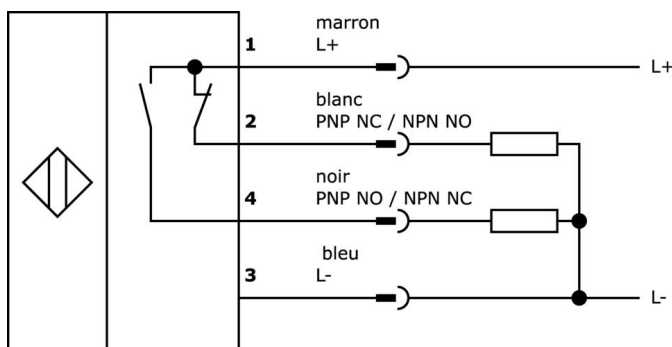 marron
1 L+
L+
blanc
2 PNP NC / NPN NO
noir
4 PNP NO / NPN NC
bleu
3 L-
L-